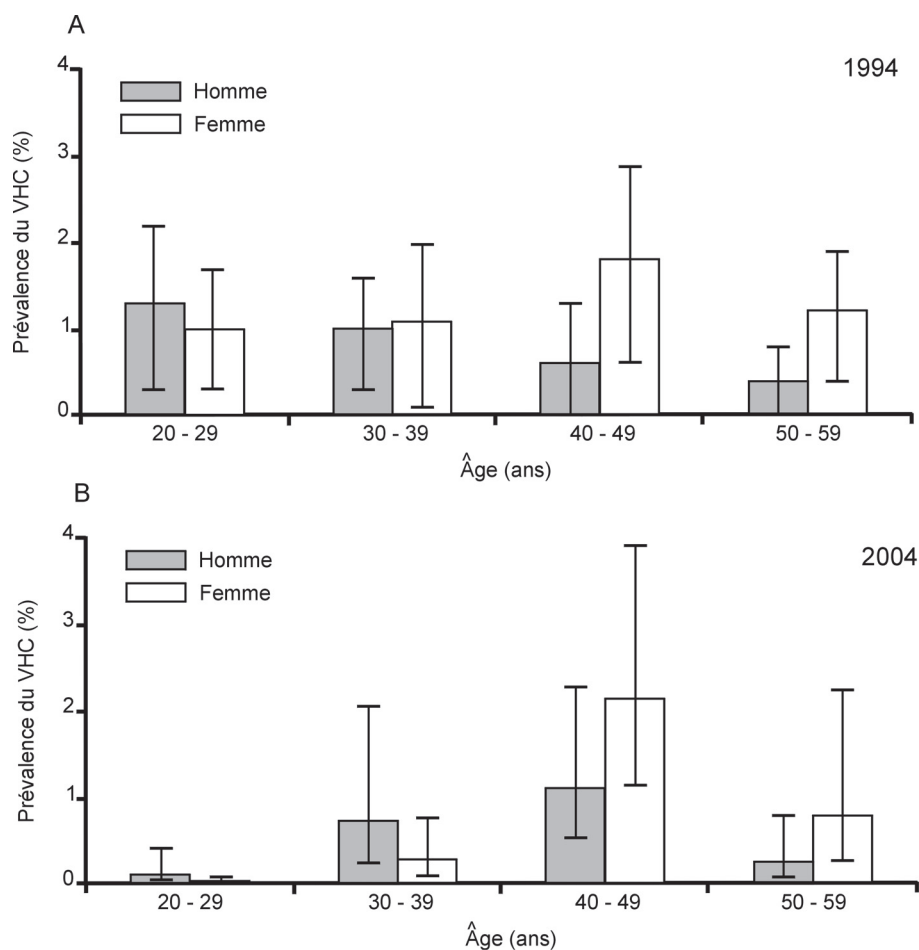 A
1994
Homme
Femme
Prévalence du VHC (%)
4
3
2
1
0
20 - 29 30 - 39 40 - 49 50 - 59
Âge (ans)
B
2004
Homme
Femme
Prévalence du VHC (%)
4
3
2
1
0
20 - 29 30 - 39 40 - 49 50 - 59
Âge (ans)